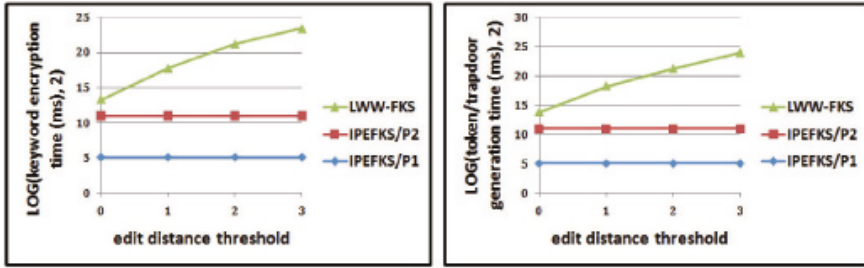 LOG(keyword encryption
time (ms), 2)
25
20
15
10
5
0
0 1 2 3
edit distance threshold
LWW-FKS
IPEFKS/P2
IPEFKS/P1
LOG(token/trapdoor
generation time (ms), 2)
30
25
20
15
10
5
0
0 1 2 3
edit distance threshold
LWW-FKS
IPEFKS/P2
IPEFKS/P1